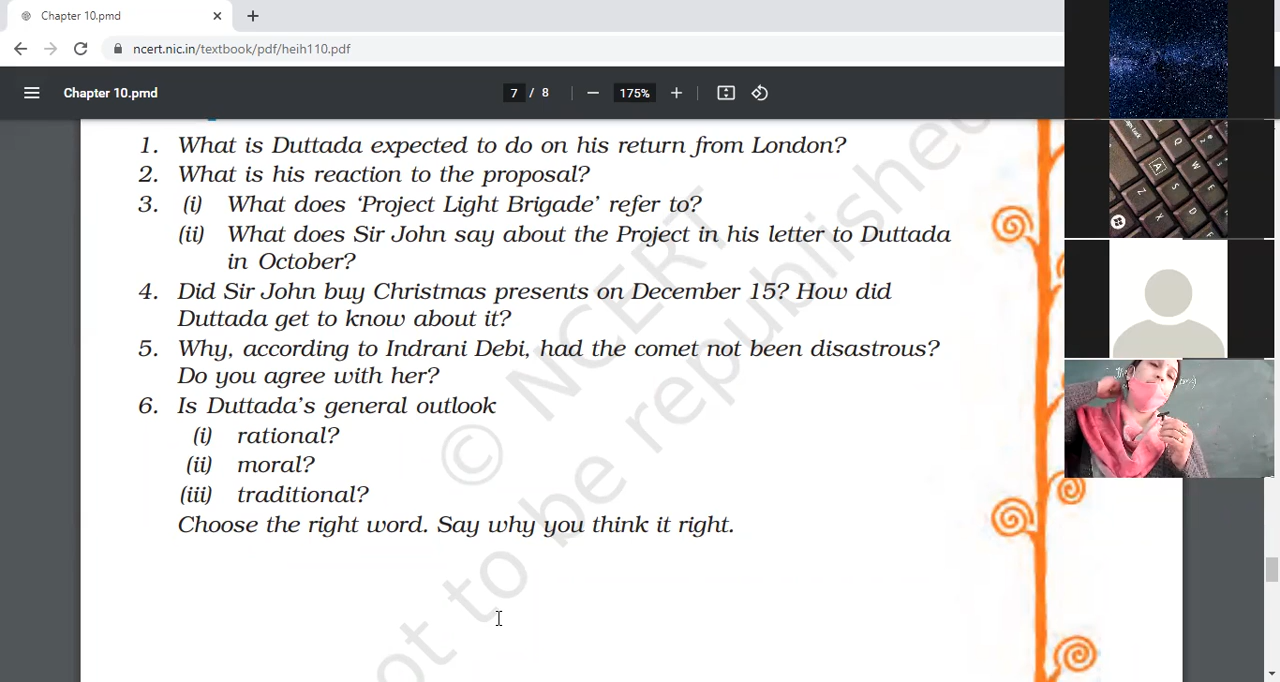 Chapter 10.pmd
ncert.nic.in/textbook/pdf/heih110.pdf
Chapter 10.pmd
7 / 8
175%
1. What is Duttada expected to do on his return from London?
2. What is his reaction to the proposal?
3. (i) What does ‘Project Light Brigade’ refer to?
(ii) What does Sir John say about the Project in his letter to Duttada
in October?
4. Did Sir John buy Christmas presents on December 15? How did
Duttada get to know about it?
5. Why, according to Indrani Debi, had the comet not been disastrous?
Do you agree with her?
6. Is Duttada’s general outlook
(i) rational?
(ii) moral?
(iii) traditional?
Choose the right word. Say why you think it right.
© NCERT
not to be republished